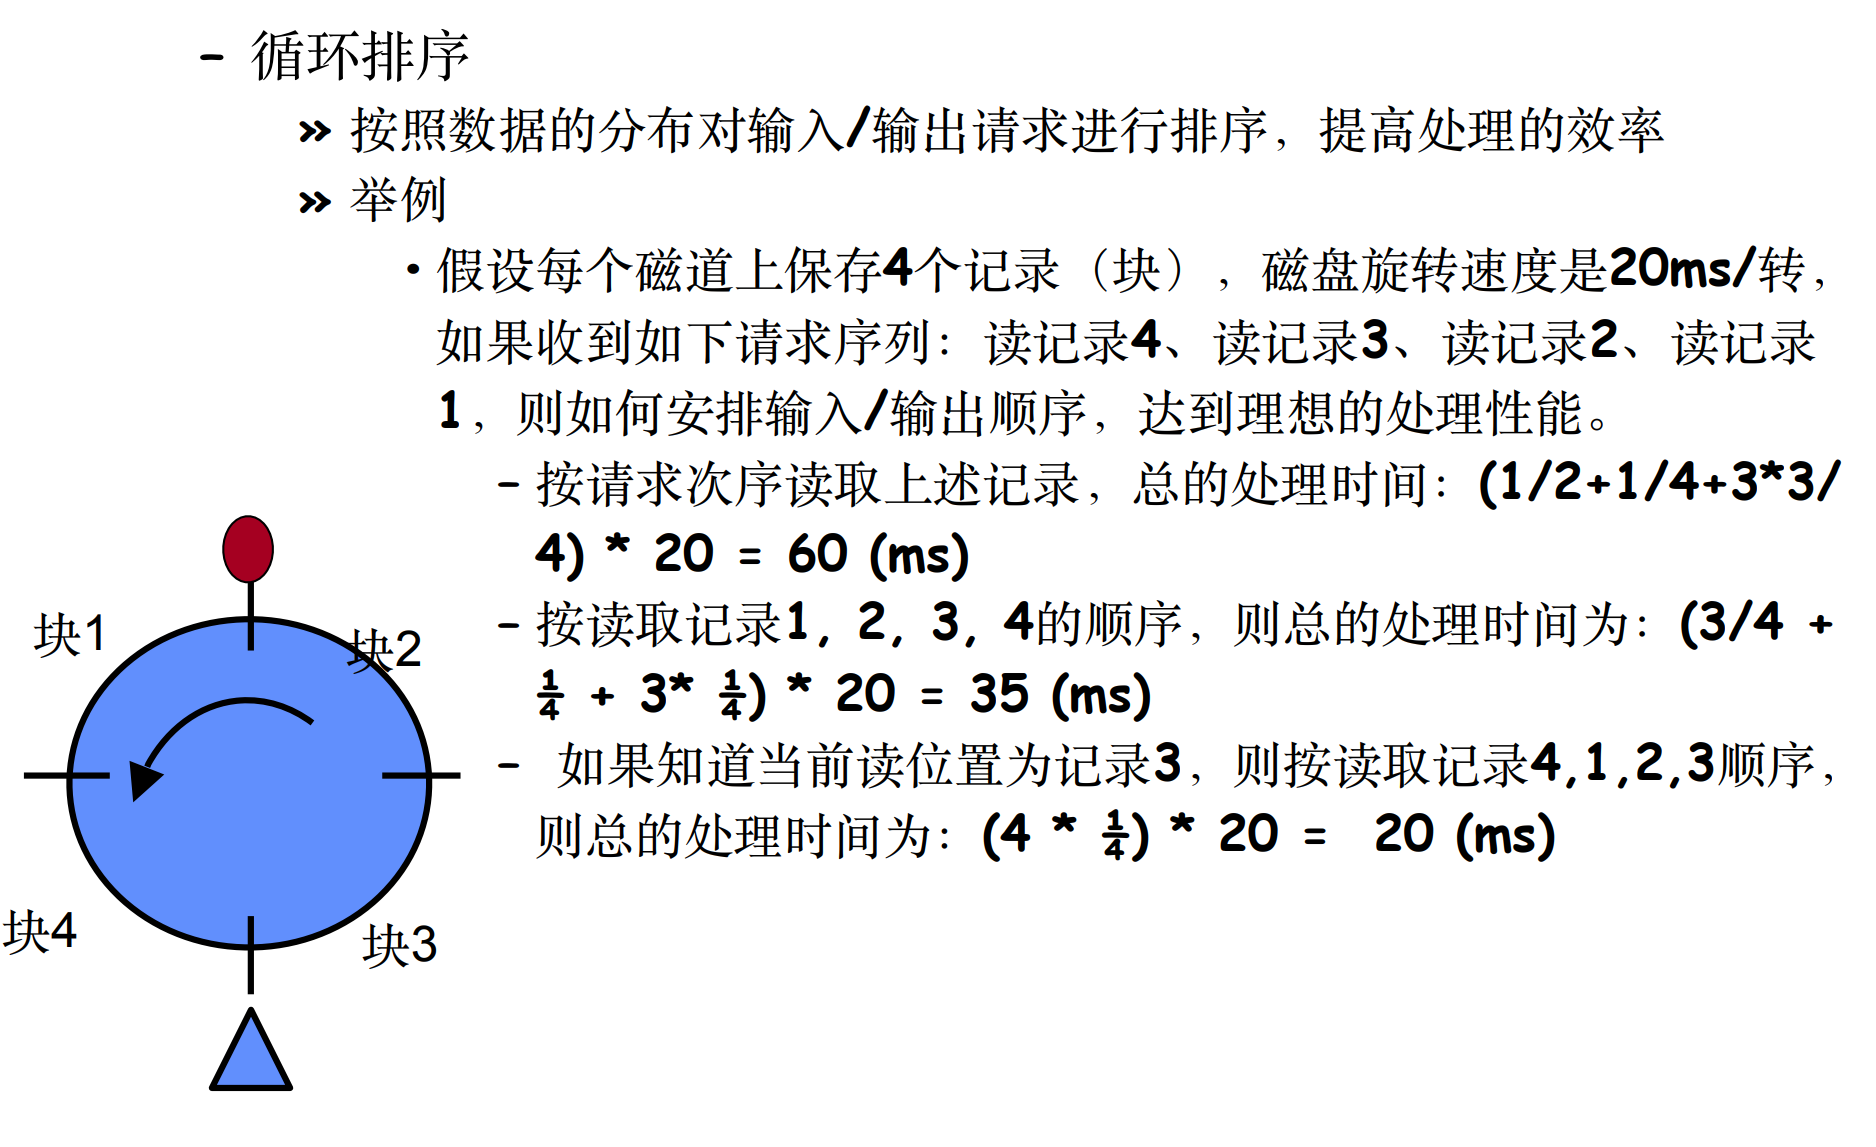 – 循环排序
» 按照数据的分布对输入/输出请求进行排序，提高处理的效率
» 举例
• 假设每个磁道上保存4个记录（块），磁盘旋转速度是20ms/转，
如果收到如下请求序列：读记录4、读记录3、读记录2、读记录
1，则如何安排输入/输出顺序，达到理想的处理性能。
– 按请求次序读取上述记录，总的处理时间：(1/2+1/4+3*3/
4) * 20 = 60 (ms)
– 按读取记录1, 2, 3, 4的顺序，则总的处理时间为：(3/4 +
¼ + 3* ¼) * 20 = 35 (ms)
– 如果知道当前读位置为记录3，则按读取记录4,1,2,3顺序，
则总的处理时间为：(4 * ¼) * 20 = 20 (ms)
块1
块2
块4
块3